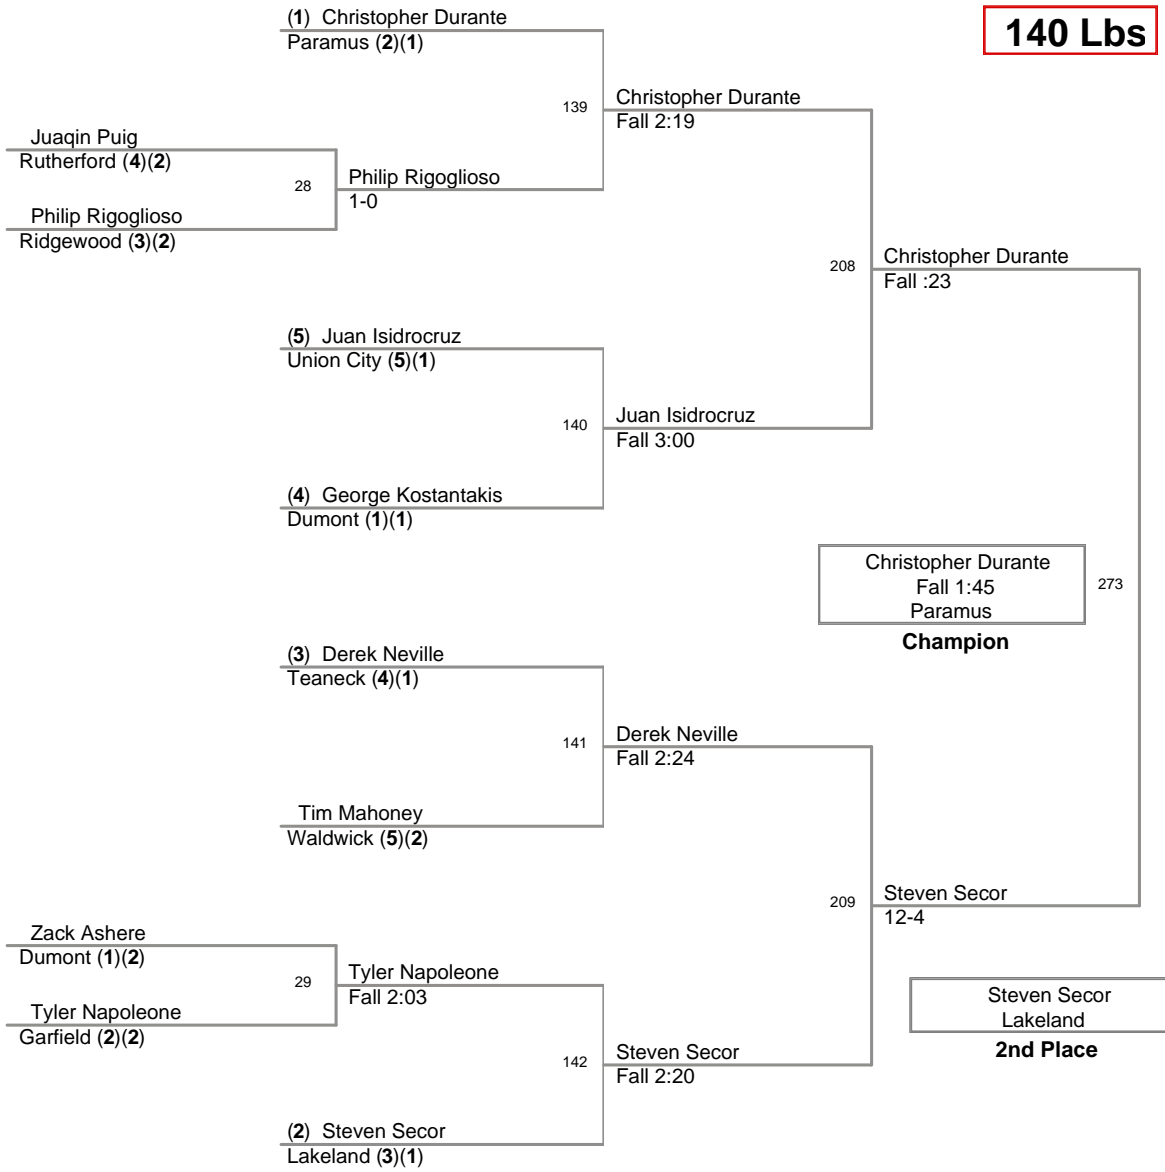 (1) Christopher Durante
Paramus (2)(1)
140 Lbs
139
Christopher Durante
Fall 2:19
Juaqin Puig
Rutherford (4)(2)
28
Philip Rigoglioso
1-0
Philip Rigoglioso
Ridgewood (3)(2)
208
Christopher Durante
Fall :23
(5) Juan Isidrocruz
Union City (5)(1)
140
Juan Isidrocruz
Fall 3:00
(4) George Kostantakis
Dumont (1)(1)
Christopher Durante
Fall 1:45
Paramus
Champion
273
(3) Derek Neville
Teaneck (4)(1)
141
Derek Neville
Fall 2:24
Tim Mahoney
Waldwick (5)(2)
209
Steven Secor
12-4
Zack Ashere
Dumont (1)(2)
29
Tyler Napoleone
Fall 2:03
Tyler Napoleone
Garfield (2)(2)
Steven Secor
Lakeland
2nd Place
142
Steven Secor
Fall 2:20
(2) Steven Secor
Lakeland (3)(1)